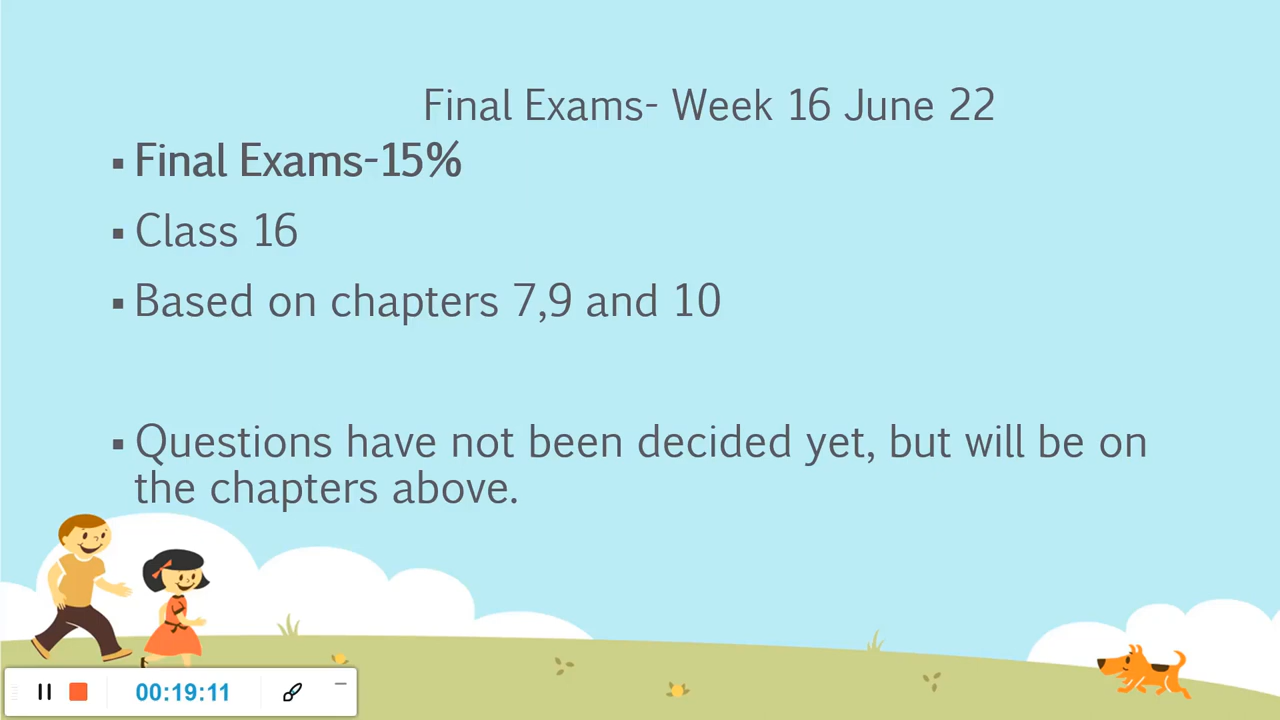 Final Exams- Week 16 June 22
▪ Final Exams-15%
▪ Class 16
▪ Based on chapters 7,9 and 10
▪ Questions have not been decided yet, but will be on
the chapters above.
00:19:11